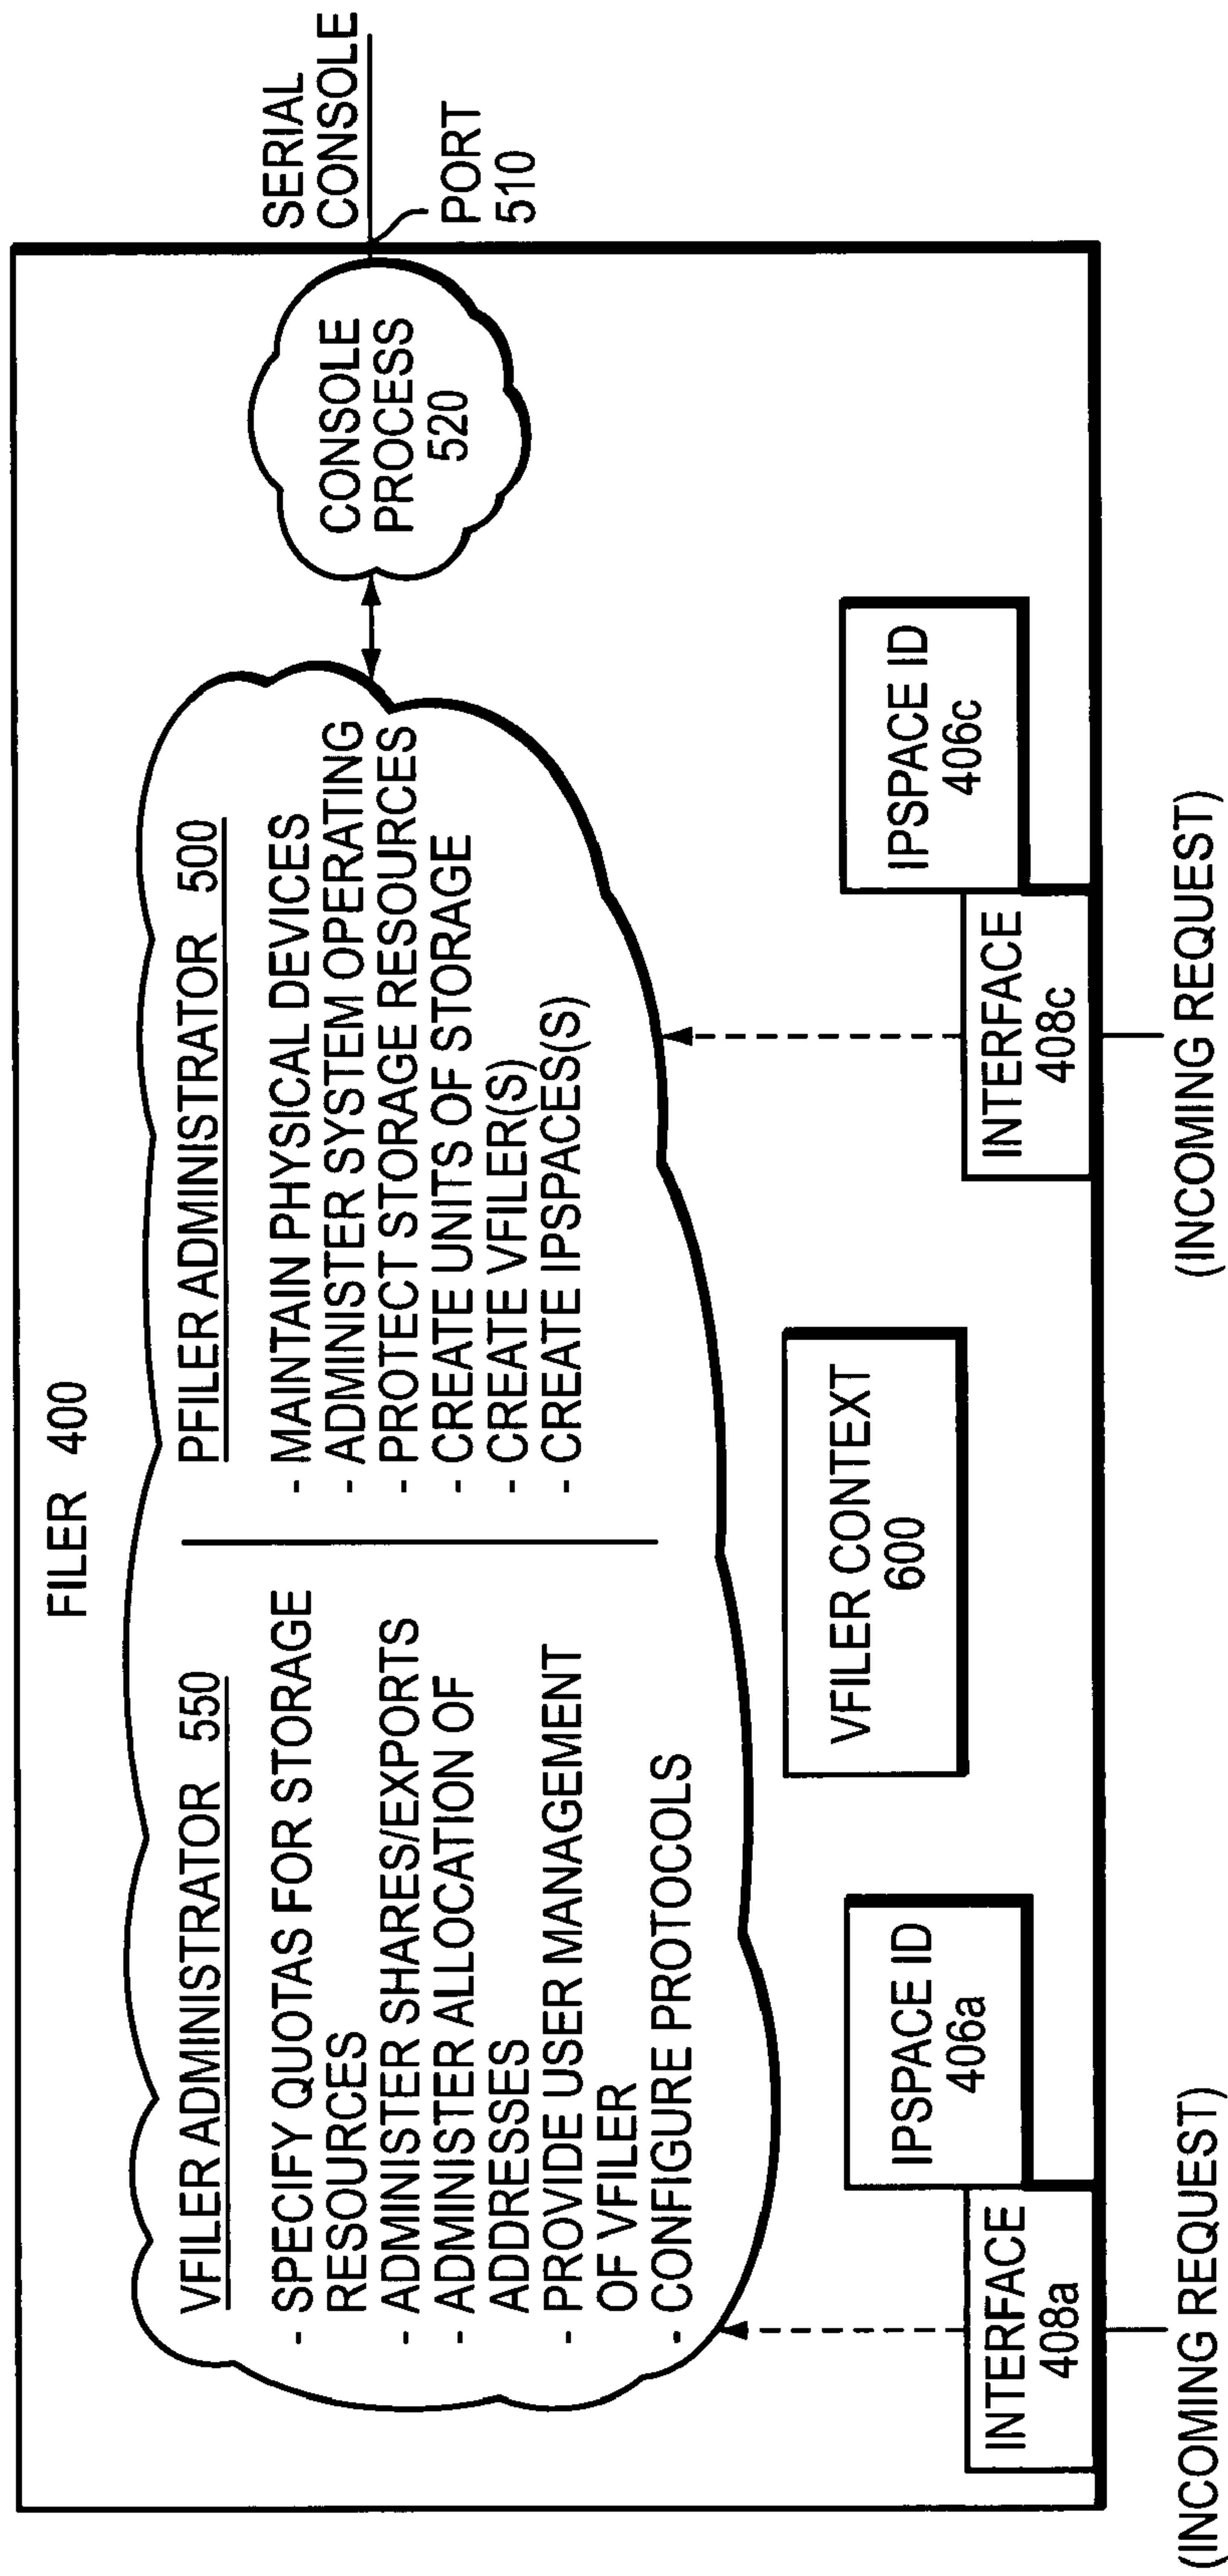 FILER 400
VFILER ADMINISTRATOR 550
- SPECIFY QUOTAS FOR STORAGE
RESOURCES
- ADMINISTER SHARES/EXPORTS
- ADMINISTER ALLOCATION OF
ADDRESSES
- PROVIDE USER MANAGEMENT
OF VFILER
- CONFIGURE PROTOCOLS
PFILER ADMINISTRATOR 500
- MAINTAIN PHYSICAL DEVICES
- ADMINISTER SYSTEM OPERATING
- PROTECT STORAGE RESOURCES
- CREATE UNITS OF STORAGE
- CREATE VFILER(S)
- CREATE IPSPACES(S)
CONSOLE
PROCESS
520
SERIAL
CONSOLE
PORT
510
INTERFACE
408a
IPSPACE ID
406a
VFILER CONTEXT
600
INTERFACE
408c
IPSPACE ID
406c
(INCOMING REQUEST)
(INCOMING REQUEST)